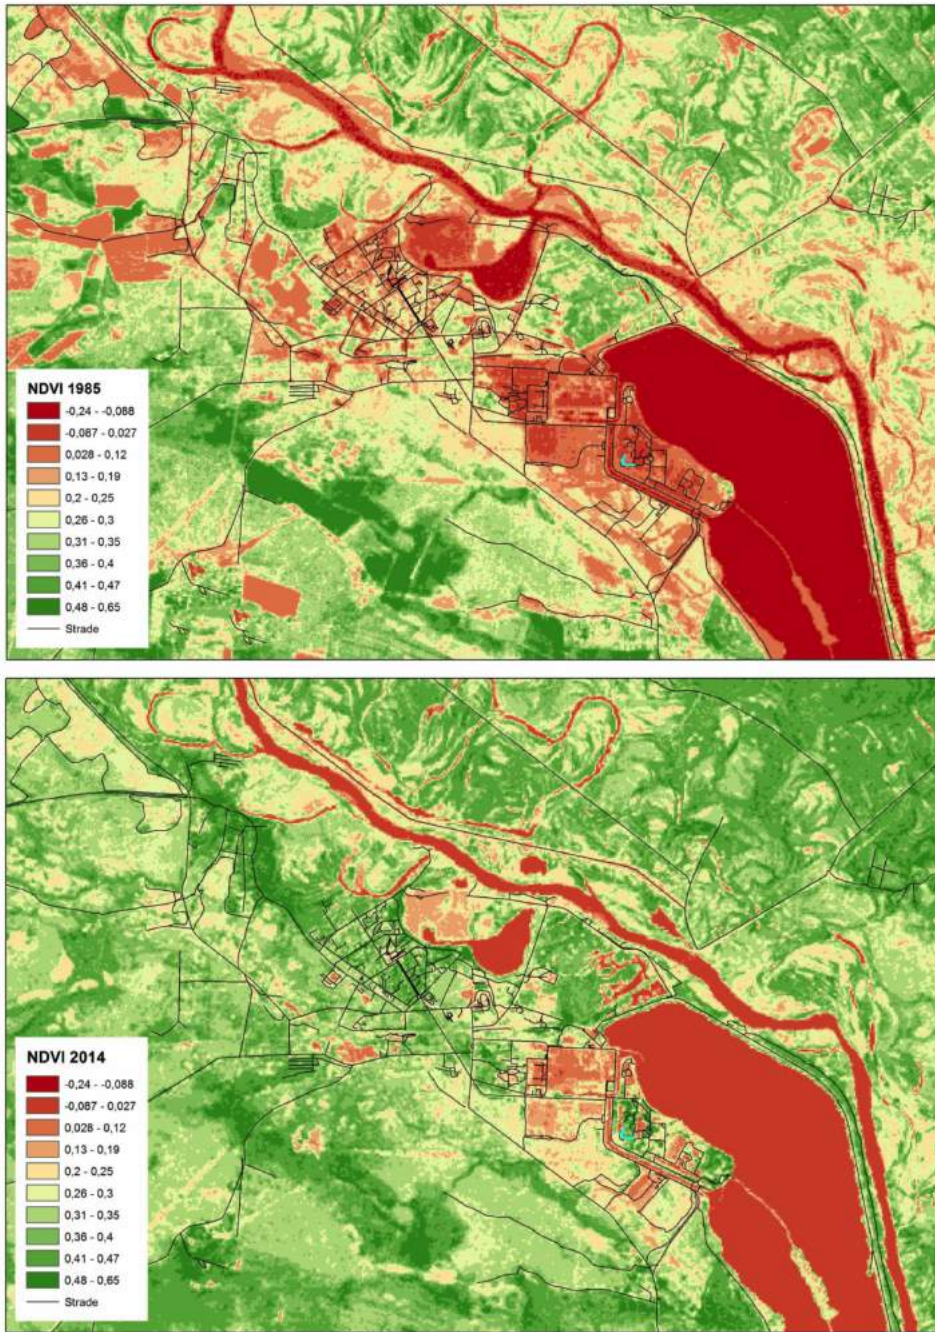 NDVI 1985
-0,24 - -0,088
-0,087 - 0,027
0,028 - 0,12
0,13 - 0,19
0,2 - 0,25
0,26 - 0,3
0,31 - 0,35
0,36 - 0,4
0,41 - 0,47
0,48 - 0,65
Strade
NDVI 2014
-0,24 - -0,088
-0,087 - 0,027
0,028 - 0,12
0,13 - 0,19
0,2 - 0,25
0,26 - 0,3
0,31 - 0,35
0,36 - 0,4
0,41 - 0,47
0,48 - 0,65
Strade